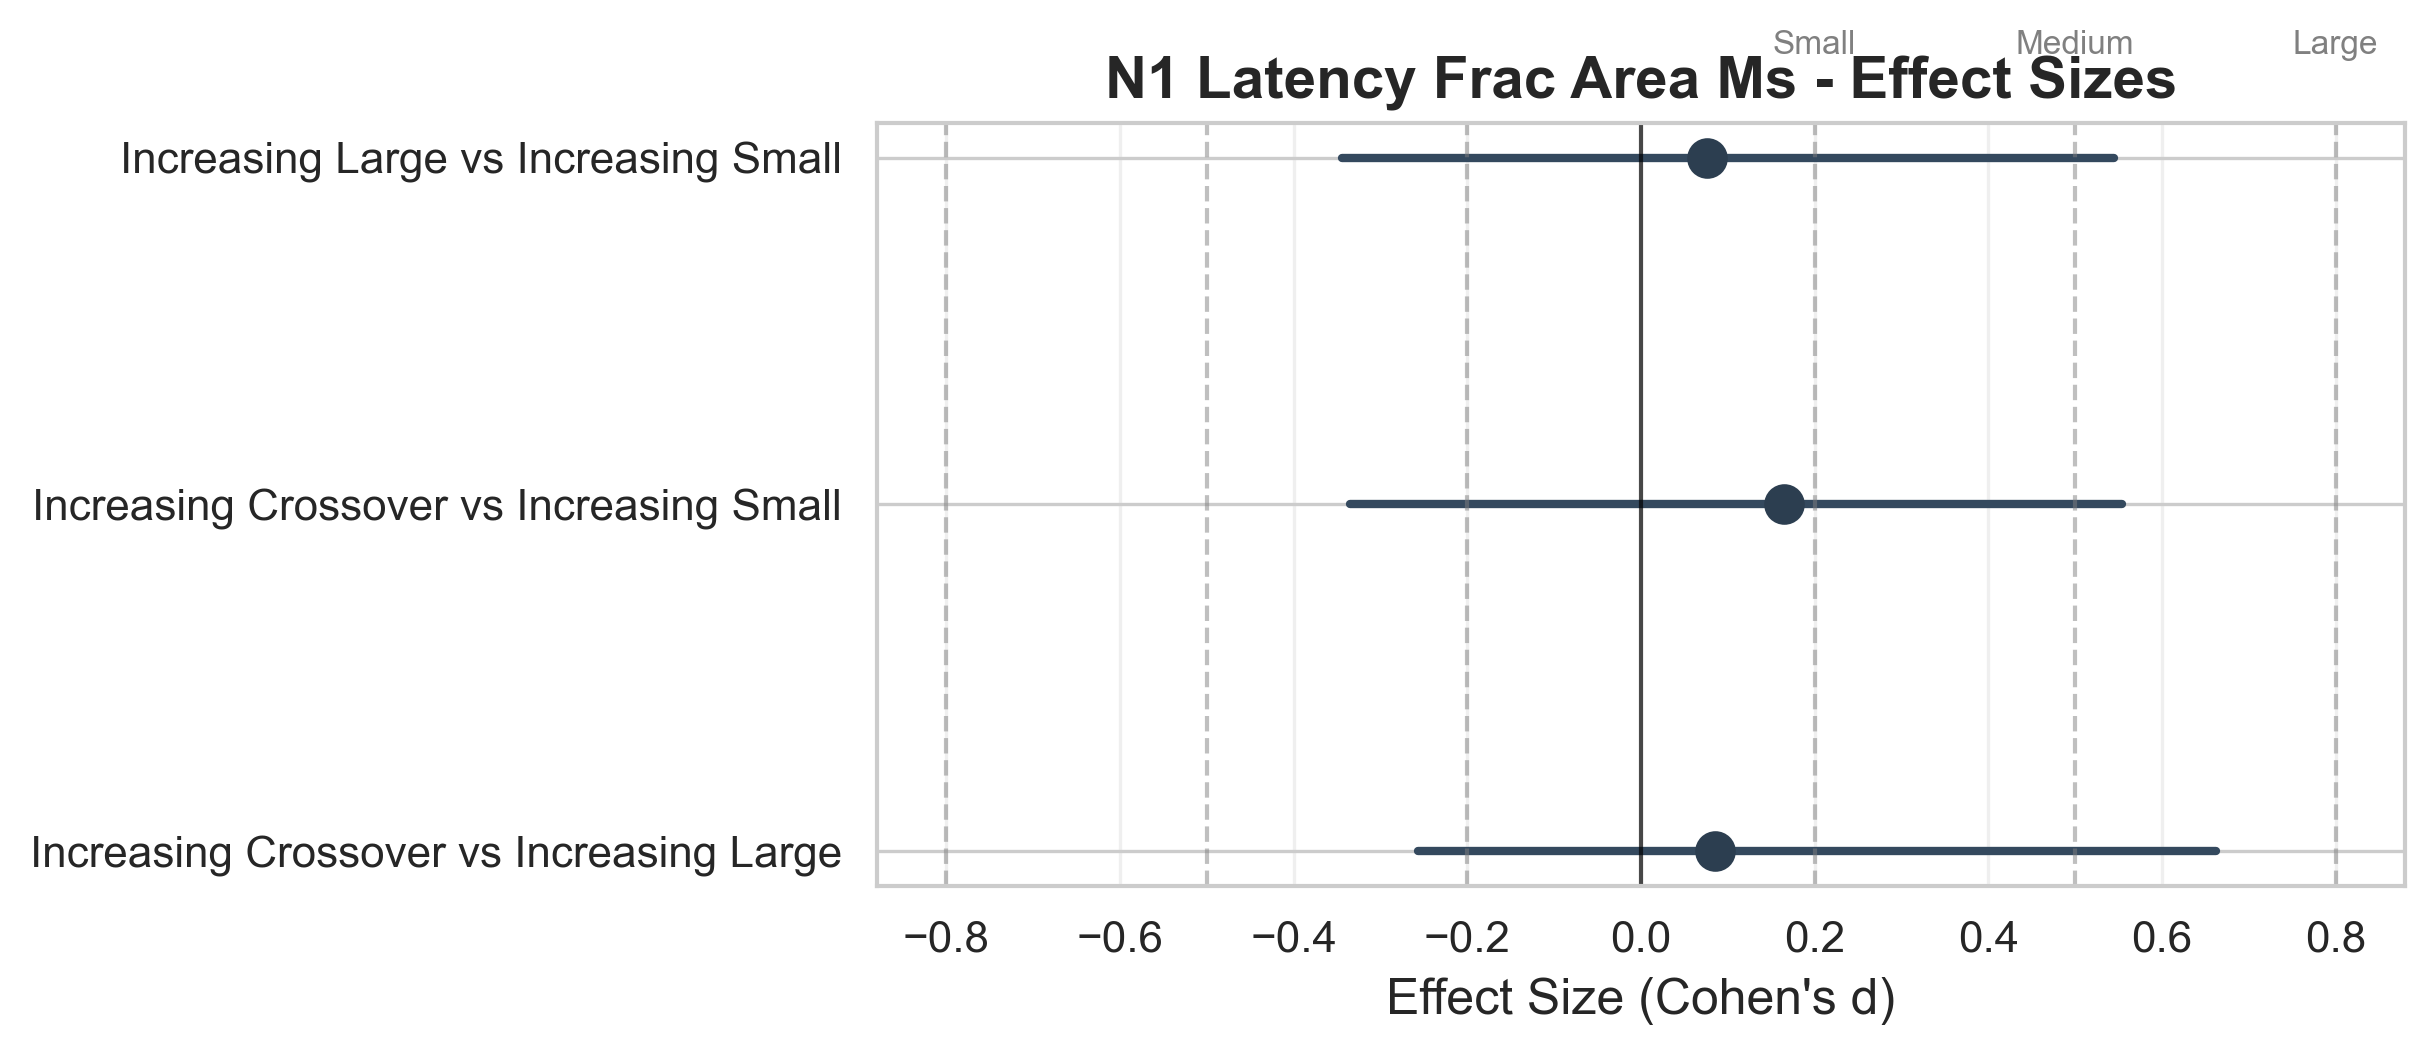 Small Medium Large
N1 Latency Frac Area Ms - Effect Sizes
Increasing Large vs Increasing Small
Increasing Crossover vs Increasing Small
Increasing Crossover vs Increasing Large
−0.8 −0.6 −0.4 −0.2 0.0 0.2 0.4 0.6 0.8
Effect Size (Cohen's d)